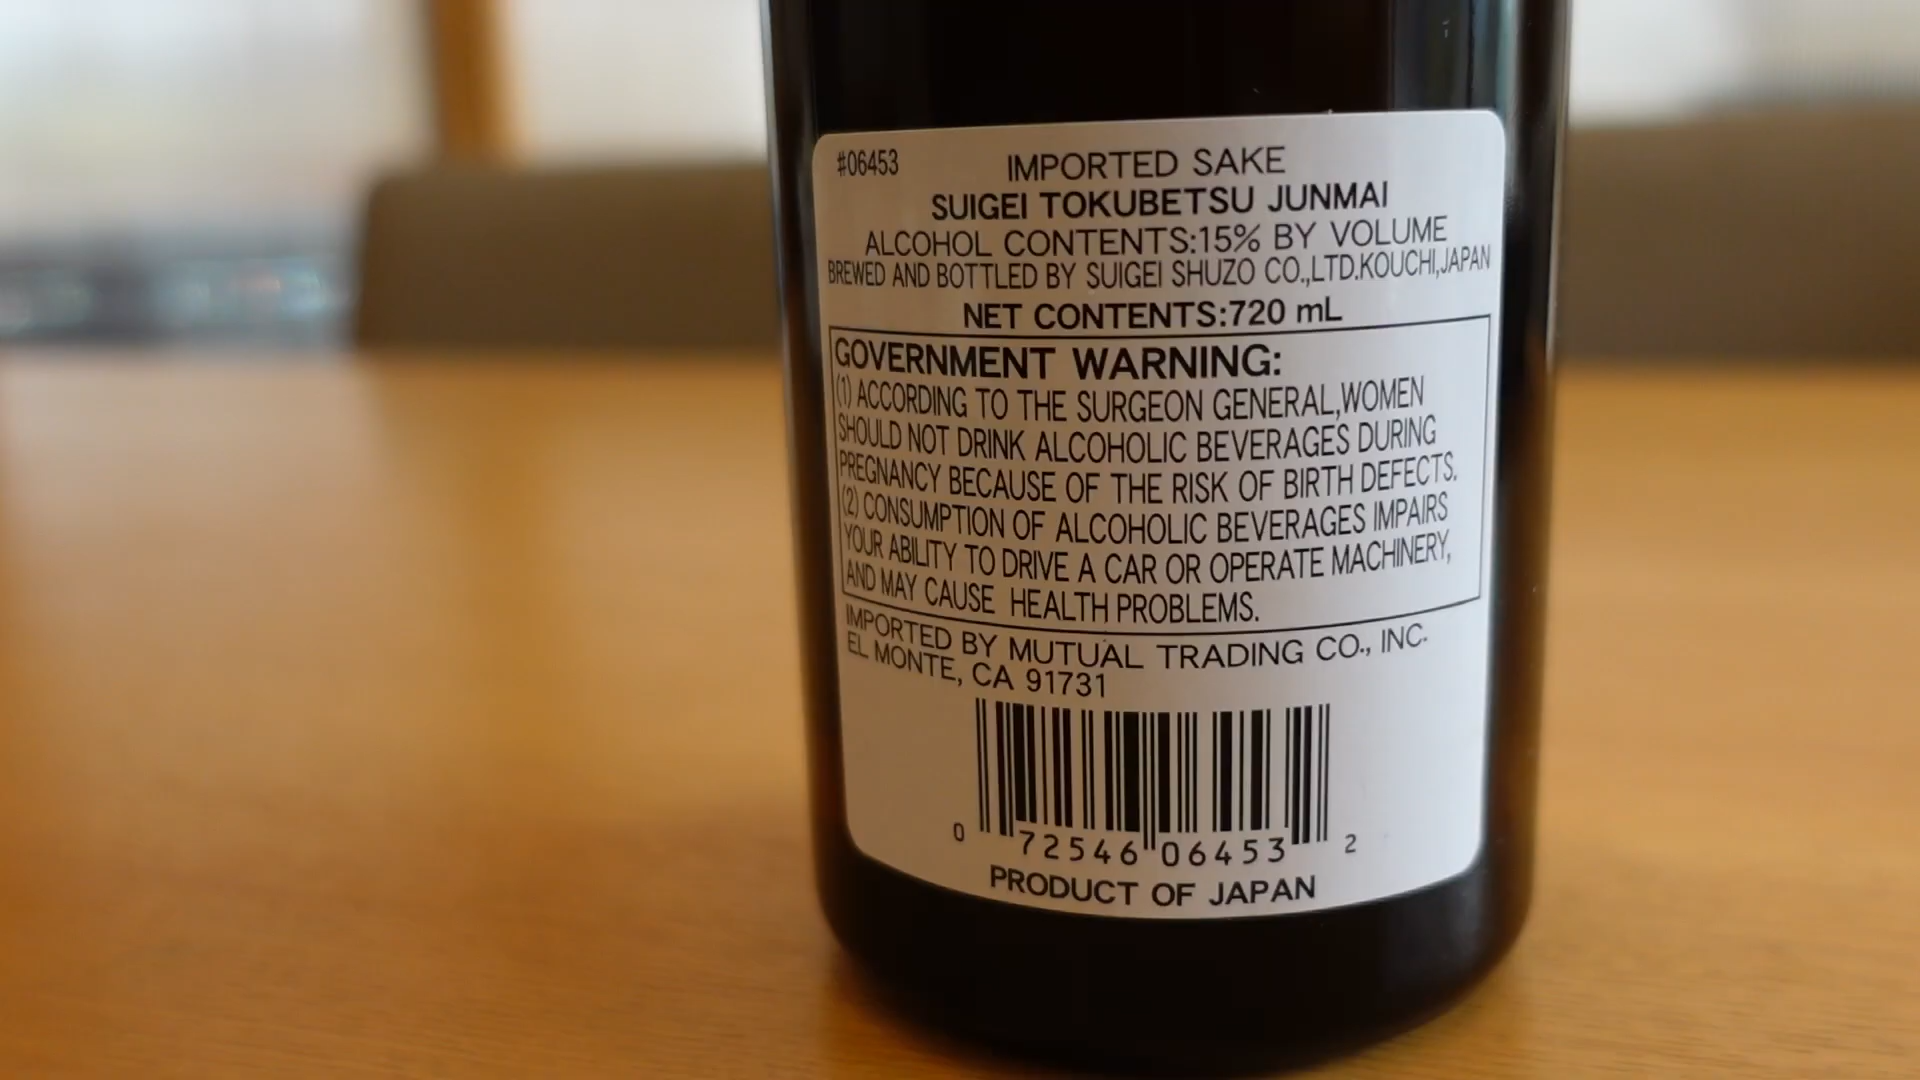 #06453 IMPORTED SAKE
SUIGEI TOKUBETSU JUNMAI
ALCOHOL CONTENTS:15% BY VOLUME
BREWED AND BOTTLED BY SUIGEI SHUZO CO.,LTD.KOUCHI,JAPAN
NET CONTENTS:720 mL
GOVERNMENT WARNING:
(1) ACCORDING TO THE SURGEON GENERAL,WOMEN
SHOULD NOT DRINK ALCOHOLIC BEVERAGES DURING
PREGNANCY BECAUSE OF THE RISK OF BIRTH DEFECTS.
(2) CONSUMPTION OF ALCOHOLIC BEVERAGES IMPAIRS
YOUR ABILITY TO DRIVE A CAR OR OPERATE MACHINERY,
AND MAY CAUSE HEALTH PROBLEMS.
IMPORTED BY MUTUAL TRADING CO., INC.
EL MONTE, CA 91731
0 72546 06453 2
PRODUCT OF JAPAN